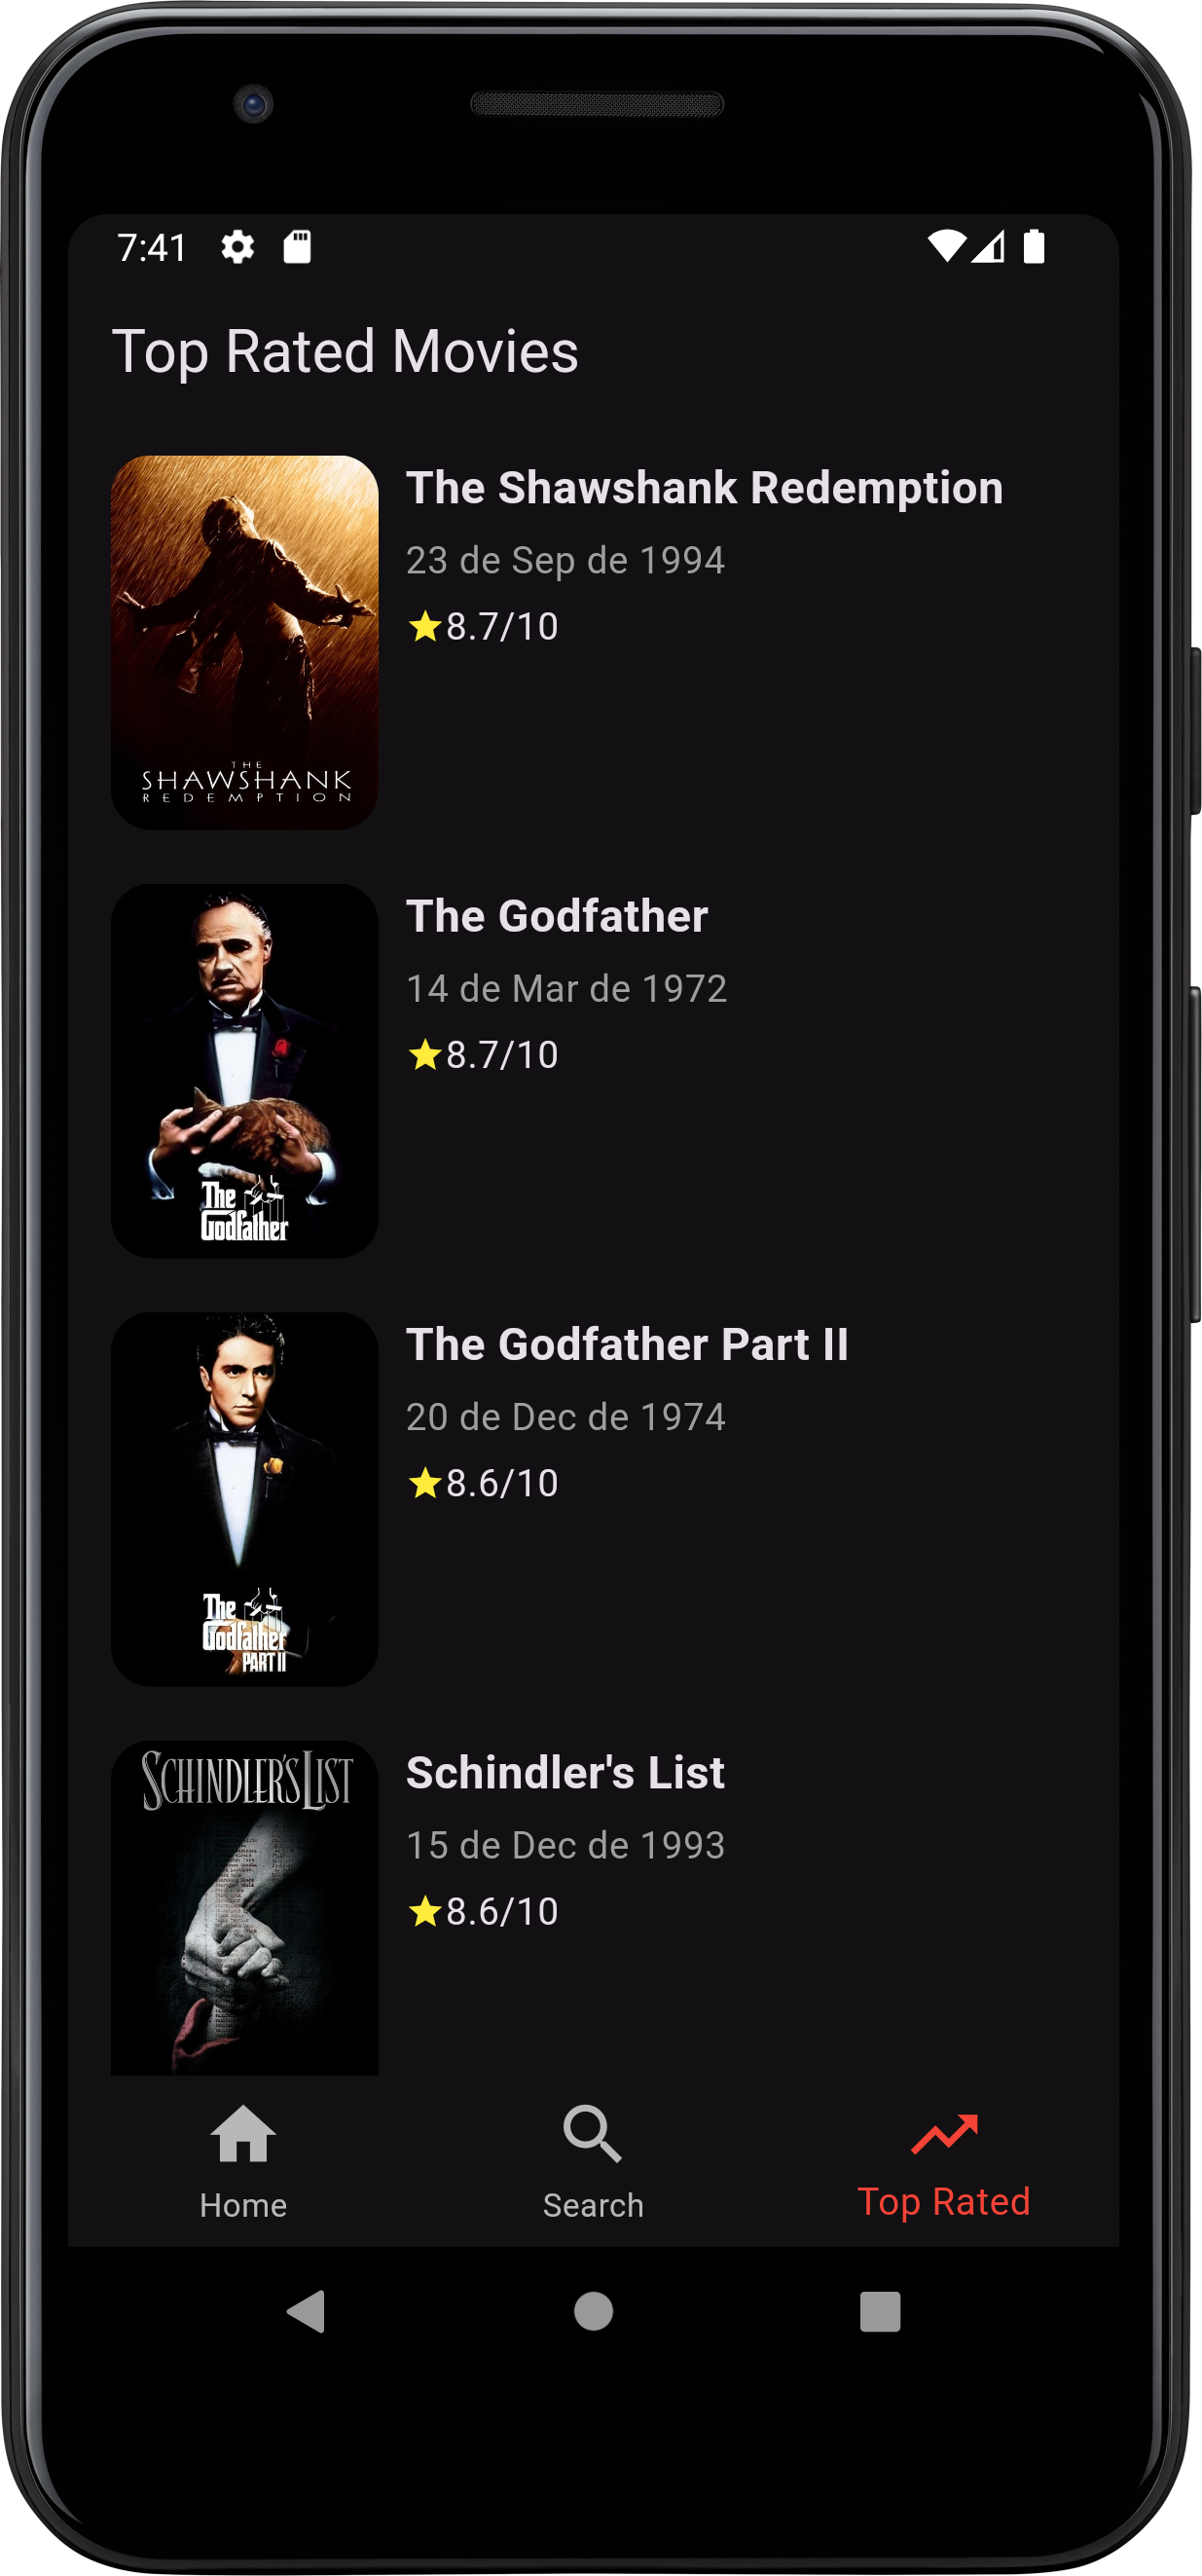 7:41
Top Rated Movies
The Shawshank Redemption
23 de Sep de 1994
8.7/10
THE
SHAWSHANK
REDEMPTION
The Godfather
14 de Mar de 1972
8.7/10
The
Godfather
The Godfather Part II
20 de Dec de 1974
8.6/10
The
Godfather
PART II
SCHINDLER'S LIST
Schindler's List
15 de Dec de 1993
8.6/10
Home
Search
Top Rated